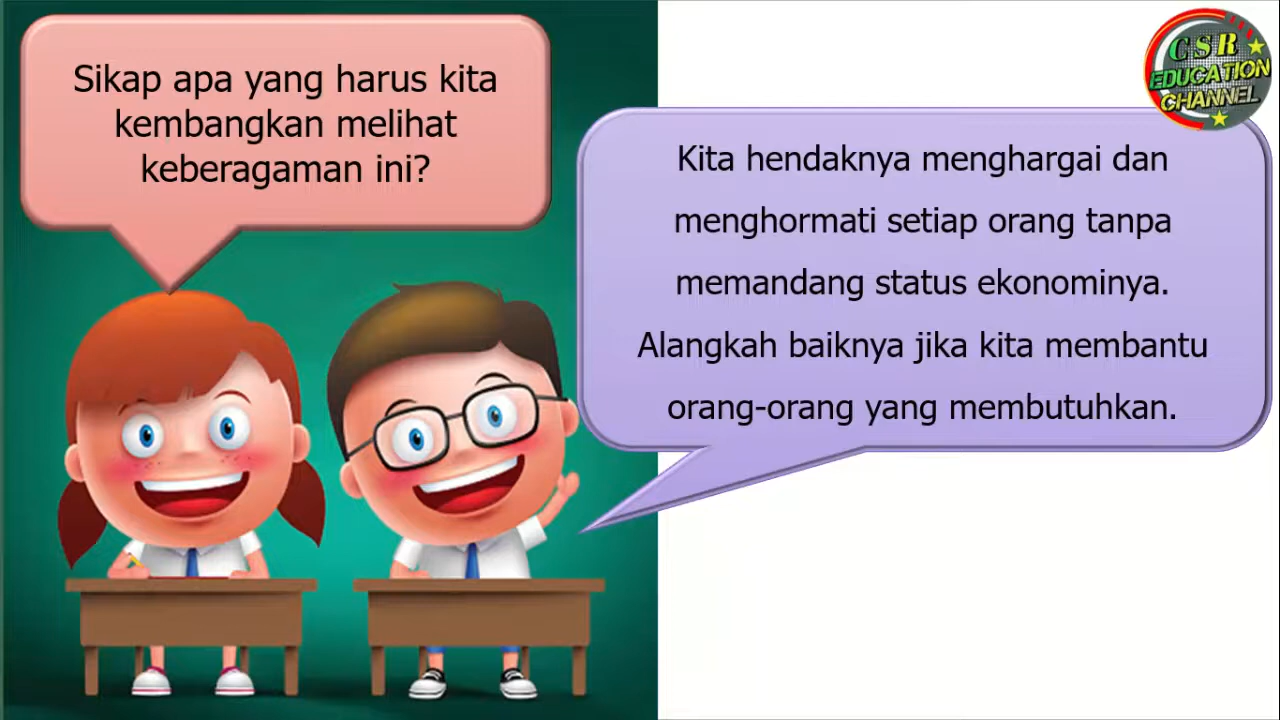 Sikap apa yang harus kita
kembangkan melihat
keberagaman ini?
CSR
EDUCATION
CHANNEL
Kita hendaknya menghargai dan
menghormati setiap orang tanpa
memandang status ekonominya.
Alangkah baiknya jika kita membantu
orang-orang yang membutuhkan.